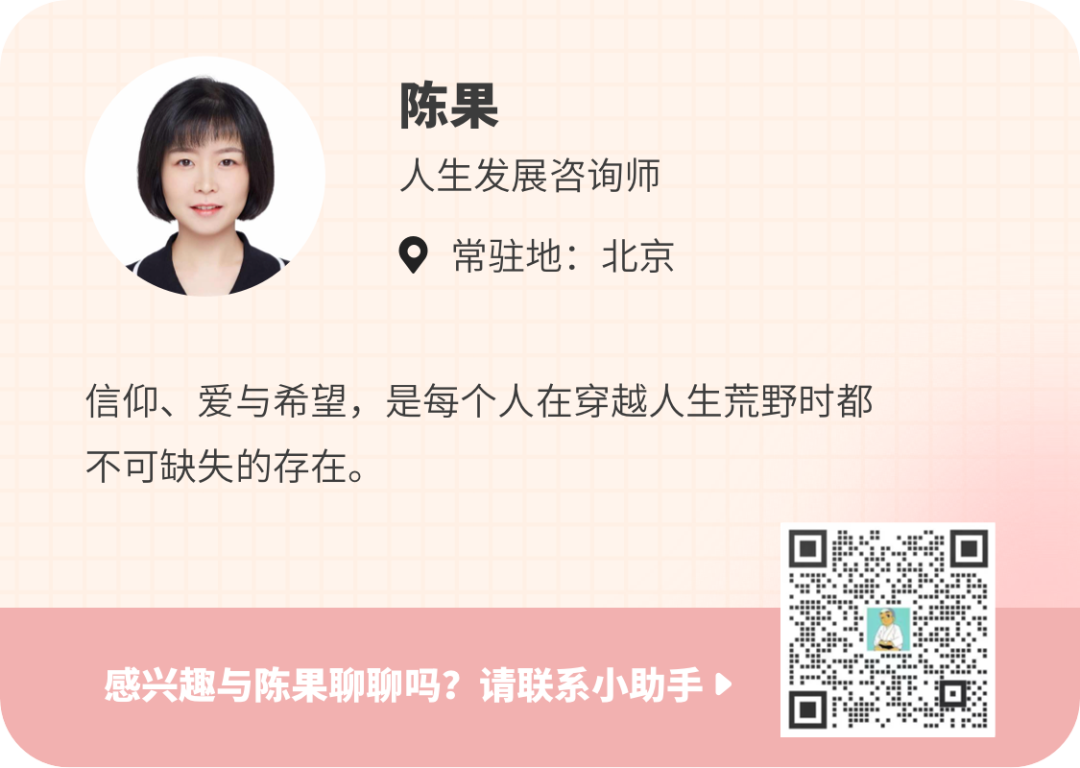 陈果
人生发展咨询师
常驻地：北京
信仰、爱与希望，是每个人在穿越人生荒野时都
不可缺失的存在。
感兴趣与陈果聊聊吗？请联系小助手